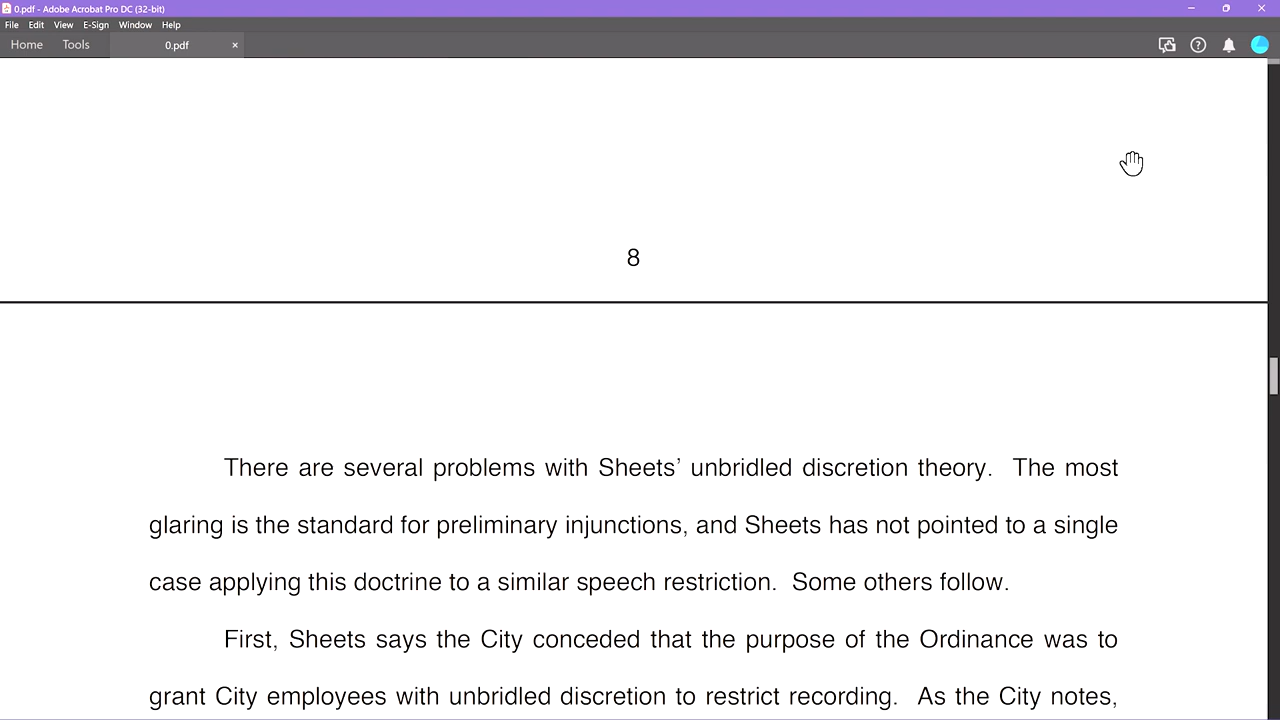 0.pdf - Adobe Acrobat Pro DC (32-bit)
File Edit View E-Sign Window Help
Home Tools 0.pdf
8
There are several problems with Sheets’ unbridled discretion theory.  The most
glaring is the standard for preliminary injunctions, and Sheets has not pointed to a single
case applying this doctrine to a similar speech restriction.  Some others follow.
First, Sheets says the City conceded that the purpose of the Ordinance was to
grant City employees with unbridled discretion to restrict recording.  As the City notes,